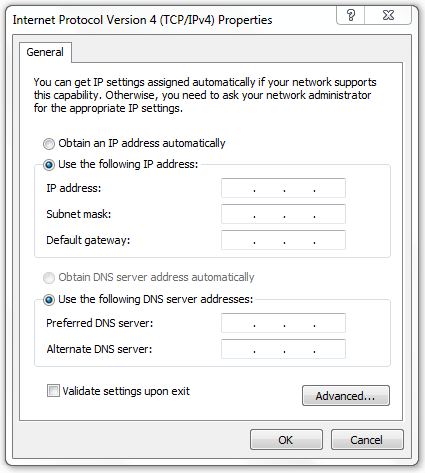 Internet Protocol Version 4 (TCP/IPv4) Properties
General
You can get IP settings assigned automatically if your network supports
this capability. Otherwise, you need to ask your network administrator
for the appropriate IP settings.
Obtain an IP address automatically
Use the following IP address:
IP address: . . .
Subnet mask: . . .
Default gateway: . . .
Obtain DNS server address automatically
Use the following DNS server addresses:
Preferred DNS server: . . .
Alternate DNS server: . . .
Validate settings upon exit
Advanced...
OK Cancel